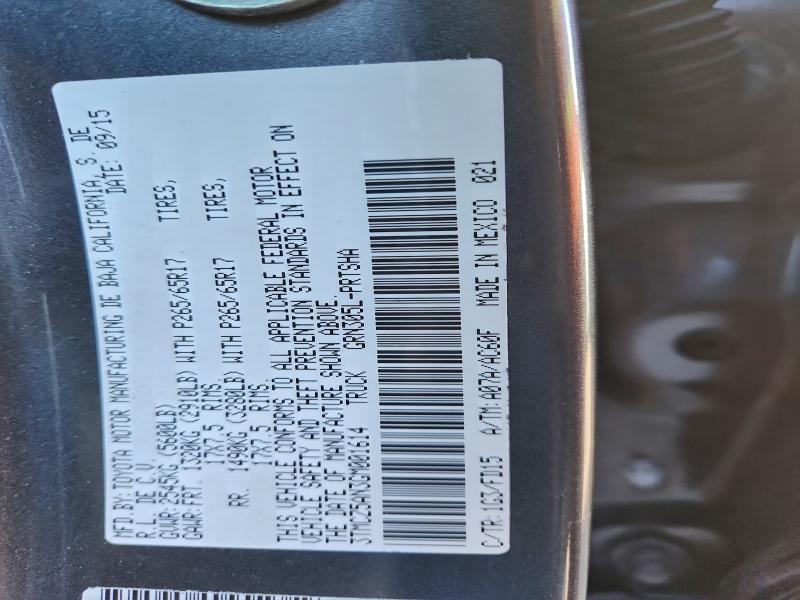 MFD.BY: TOYOTA MOTOR MANUFACTURING DE BAJA CALIFORNIA, S. DE
R.L. DE C.V. DATE: 09/15
GVWR: 2545KG (5600LB)
GAWR: FRT. 1320KG (2910LB) WITH P265/65R17 TIRES,
17X7.5 RIMS.
RR. 1490KG (3280LB) WITH P265/65R17 TIRES,
17X7.5 RIMS.
THIS VEHICLE CONFORMS TO ALL APPLICABLE FEDERAL MOTOR
VEHICLE SAFETY AND THEFT PREVENTION STANDARDS IN EFFECT ON
THE DATE OF MANUFACTURE SHOWN ABOVE.
3TMCZ5AN3GM001614 TRUCK GRN305L-PRTSHA
C/TR:1G3/FD15 A/TM:A07A/AC60F MADE IN MEXICO 021